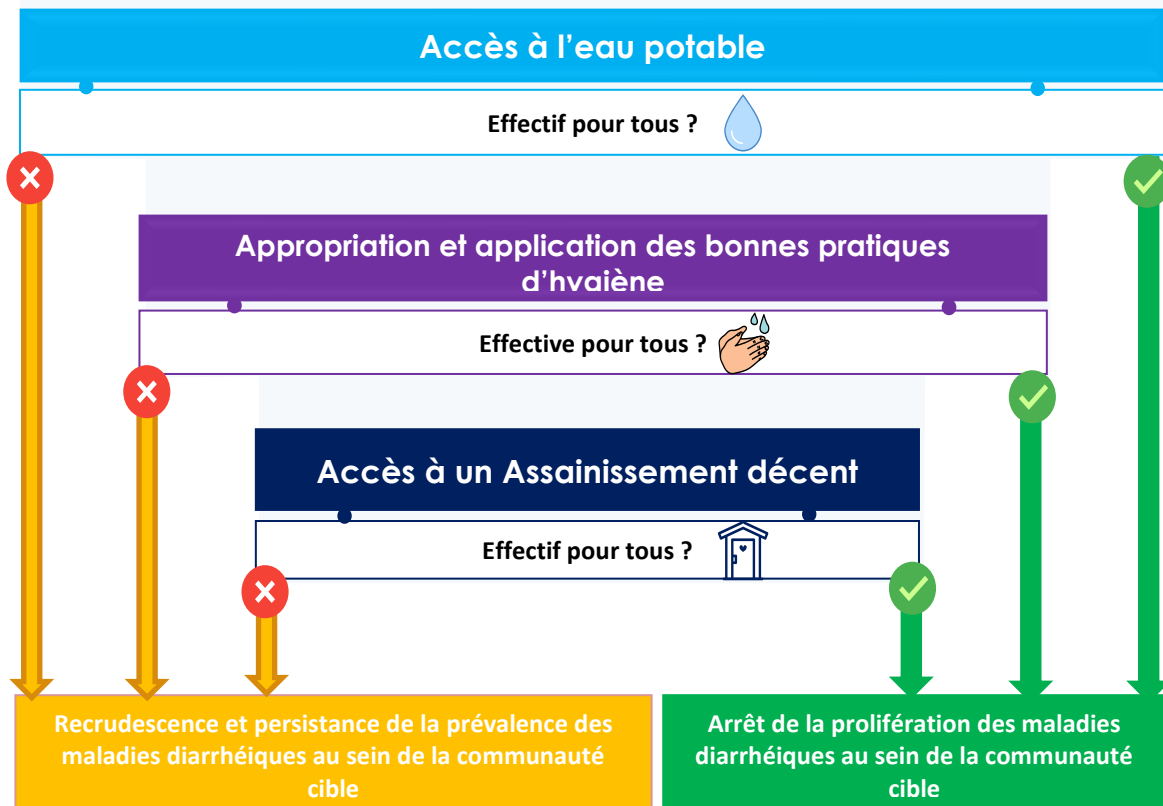 Accès à l’eau potable
Effectif pour tous ?
Appropriation et application des bonnes pratiques
d’hygiène
Effective pour tous ?
Accès à un Assainissement décent
Effectif pour tous ?
Recrudescence et persistance de la prévalence des
maladies diarrhéiques au sein de la communauté
cible
Arrêt de la prolifération des maladies
diarrhéiques au sein de la communauté
cible